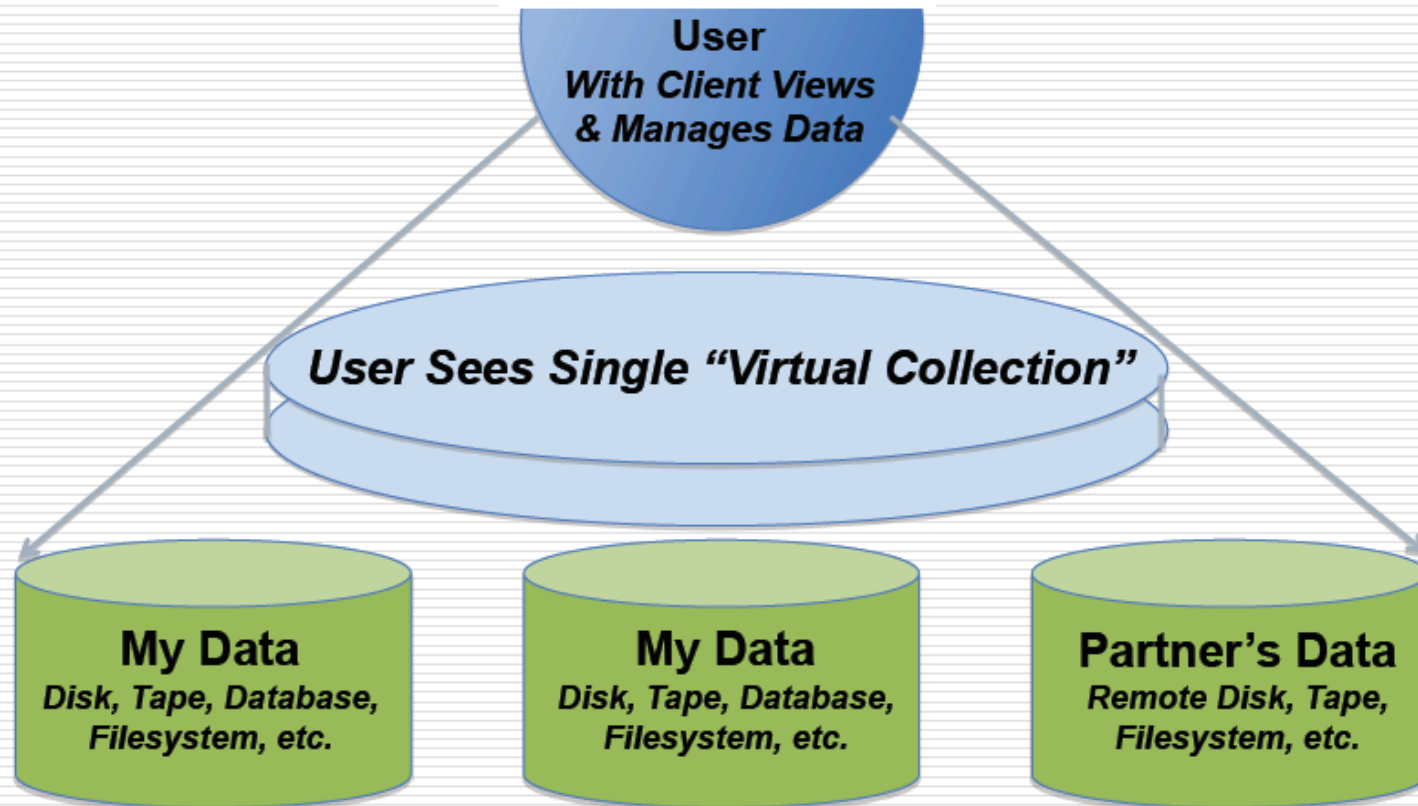 User
With Client Views
& Manages Data
User Sees Single “Virtual Collection”
My Data
Disk, Tape, Database,
Filesystem, etc.
My Data
Disk, Tape, Database,
Filesystem, etc.
Partner’s Data
Remote Disk, Tape,
Filesystem, etc.